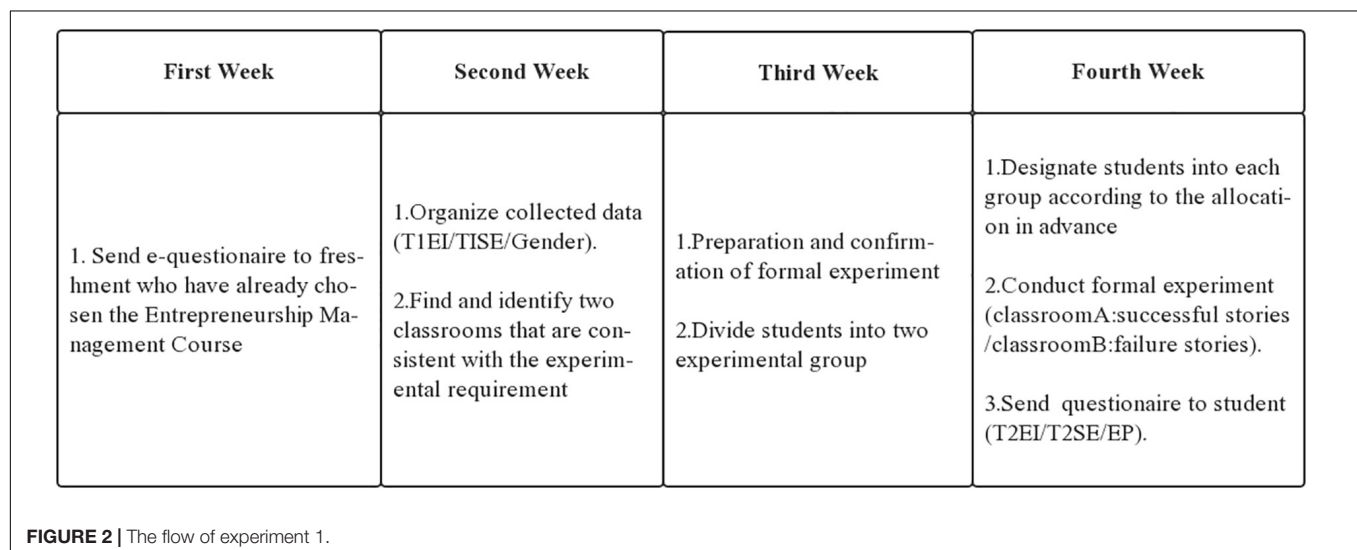 First Week
Second Week
Third Week
Fourth Week
1. Send e-questionaire to fres-
hment who have already cho-
sen the Entrepreneurship Ma-
nagement Course
1.Organize collected data
(T1EI/TISE/Gender).
2.Find and identify two
classrooms that are con-
sistent with the experim-
ental requirement
1.Preparation and confirm-
ation of formal experiment
2.Divide students into two
experimental group
1.Designate students into each
group according to the allocati-
on in advance
2.Conduct formal experiment
(classroomA:successful stories
/classroomB:failure stories).
3.Send questionaire to student
(T2EI/T2SE/EP).
FIGURE 2 | The flow of experiment 1.